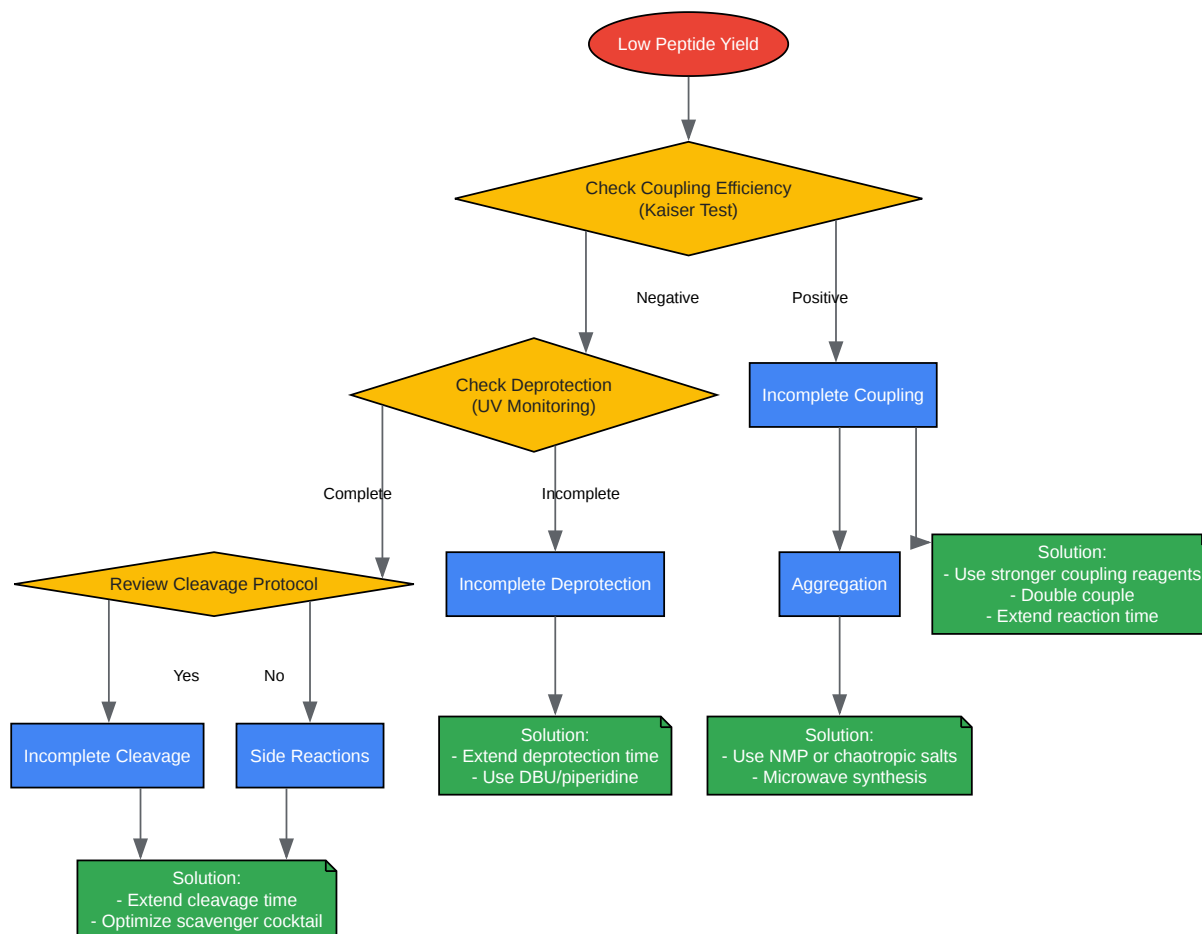 Low Peptide Yield
Check Coupling Efficiency
(Kaiser Test)
Negative
Positive
Check Deprotection
(UV Monitoring)
Incomplete Coupling
Complete
Incomplete
Review Cleavage Protocol
Incomplete Deprotection
Aggregation
Solution:
- Use stronger coupling reagents
- Double couple
- Extend reaction time
Yes
No
Incomplete Cleavage
Side Reactions
Solution:
- Extend deprotection time
- Use DBU/piperidine
Solution:
- Use NMP or chaotropic salts
- Microwave synthesis
Solution:
- Extend cleavage time
- Optimize scavenger cocktail